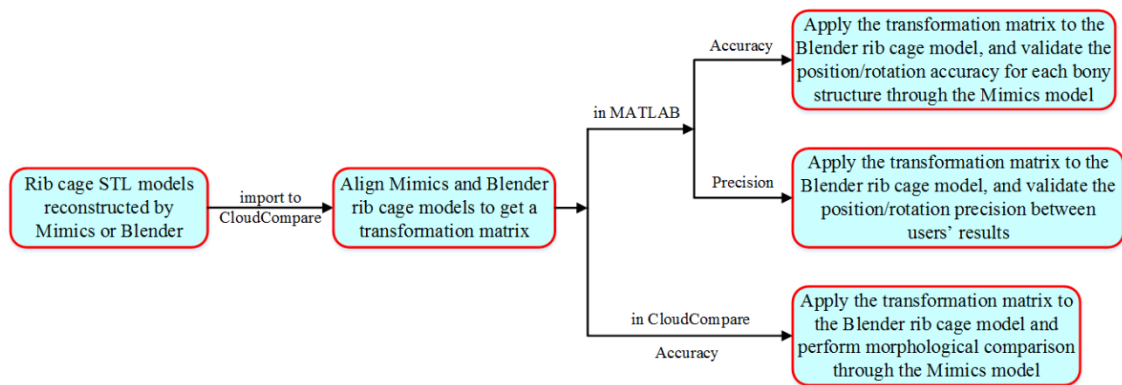 Rib cage STL models
reconstructed by
Mimics or Blender
import to
CloudCompare
Align Mimics and Blender
rib cage models to get a
transformation matrix
in MATLAB
Accuracy
Apply the transformation matrix to the
Blender rib cage model, and validate the
position/rotation accuracy for each bony
structure through the Mimics model
Precision
Apply the transformation matrix to the
Blender rib cage model, and validate the
position/rotation precision between
users’ results
in CloudCompare
Accuracy
Apply the transformation matrix to
the Blender rib cage model and
perform morphological comparison
through the Mimics model